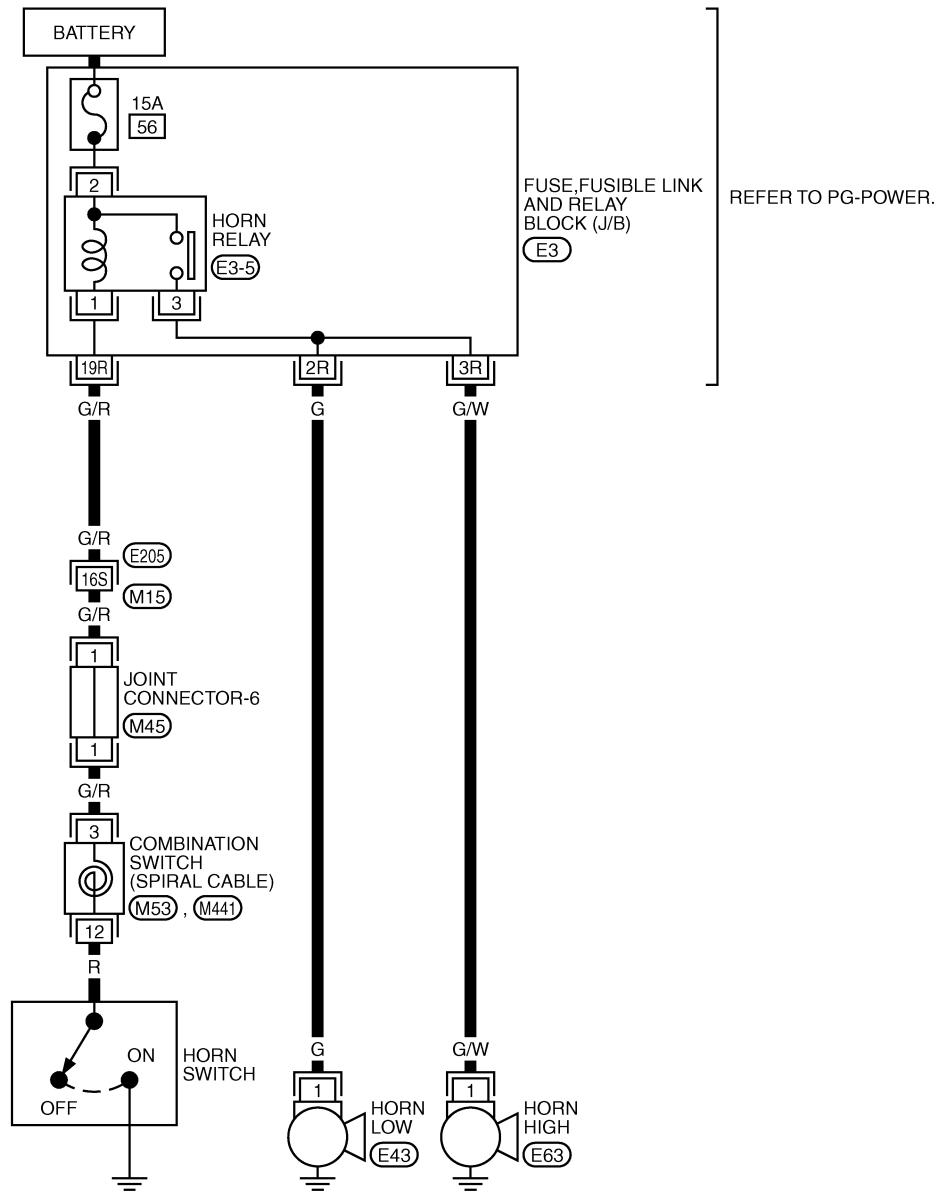 BATTERY
15A
56
2
HORN
RELAY
E3-5
FUSE,FUSIBLE LINK
AND RELAY
BLOCK (J/B)
E3
REFER TO PG-POWER.
1
3
19R
2R
3R
G/R
G
G/W
G/R
E205
16S
M15
G/R
1
JOINT
CONNECTOR-6
M45
1
G/R
3
COMBINATION
SWITCH
(SPIRAL CABLE)
M53 , M441
12
R
HORN
SWITCH
ON
OFF
G
G/W
1
1
HORN
LOW
E43
HORN
HIGH
E63